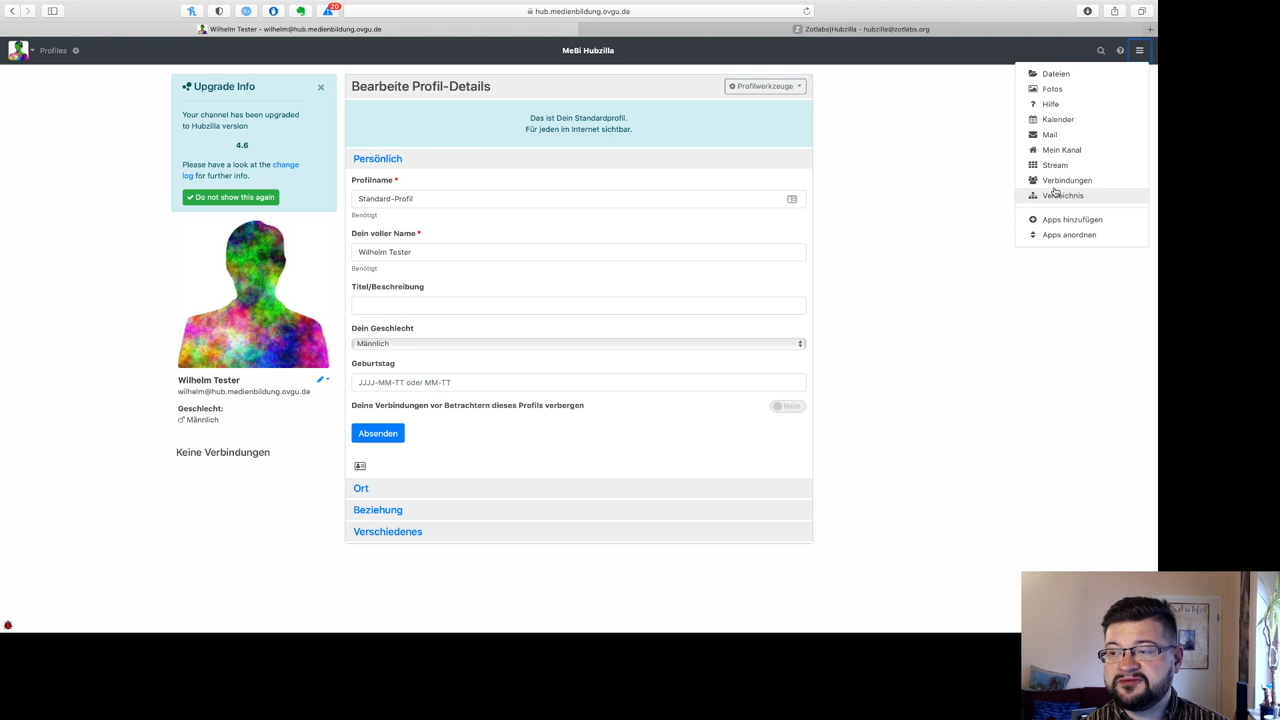 20
hub.medienbildung.ovgu.de
Wilhelm Tester - wilhelm@hub.medienbildung.ovgu.de
Z Zotlabs|Hubzilla - hubzilla@zotlabs.org
Profiles
MeBi Hubzilla
Upgrade Info
Your channel has been upgraded
to Hubzilla version
4.6
Please have a look at the change
log for further info.
Do not show this again
Wilhelm Tester
wilhelm@hub.medienbildung.ovgu.de
Geschlecht:
Männlich
Keine Verbindungen
Bearbeite Profil-Details
Profilwerkzeuge
Das ist Dein Standardprofil.
Für jeden im Internet sichtbar.
Persönlich
Profilname *
Standard-Profil
Benötigt
Dein voller Name *
Wilhelm Tester
Benötigt
Titel/Beschreibung
Dein Geschlecht
Männlich
Geburtstag
JJJJ-MM-TT oder MM-TT
Deine Verbindungen vor Betrachtern dieses Profils verbergen
Nein
Absenden
Ort
Beziehung
Verschiedenes
Dateien
Fotos
Hilfe
Kalender
Mail
Mein Kanal
Stream
Verbindungen
Verzeichnis
Apps hinzufügen
Apps anordnen